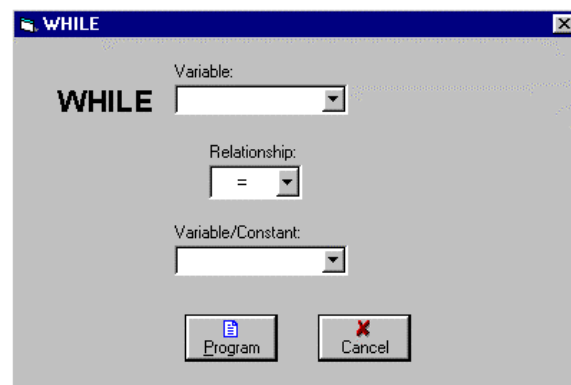 WHILE
Variable:
WHILE
Relationship:
=
Variable/Constant:
Program Cancel